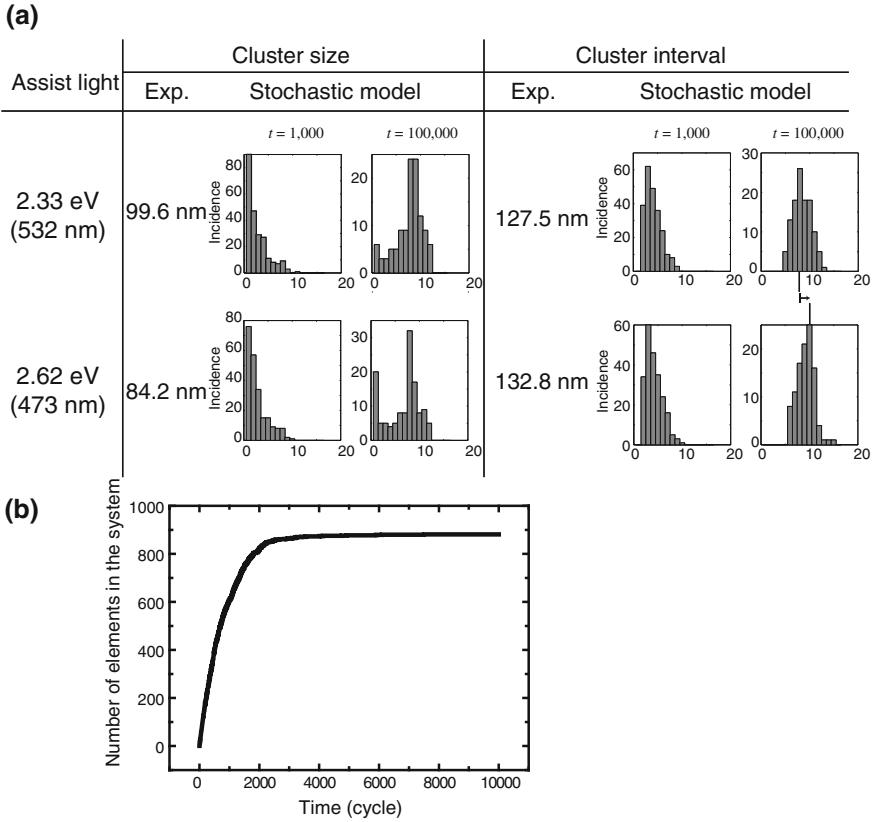 (a)
Cluster size
Cluster interval
Assist light
Exp.
Stochastic model
Exp.
Stochastic model
t = 1,000
t = 100,000
t = 1,000
t = 100,000
2.33 eV
(532 nm)
99.6 nm
Incidence
80
60
40
20
0
0 10 20
20
10
0
0 10 20
127.5 nm
Incidence
60
40
20
0
0 10 20
30
20
10
0
0 10 20
2.62 eV
(473 nm)
84.2 nm
Incidence
80
60
40
20
0
0 10 20
30
20
10
0
0 10 20
132.8 nm
Incidence
60
40
20
0
0 10 20
20
10
0
0 10 20
(b)
Number of elements in the system
1000
800
600
400
200
0
0 2000 4000 6000 8000 10000
Time (cycle)